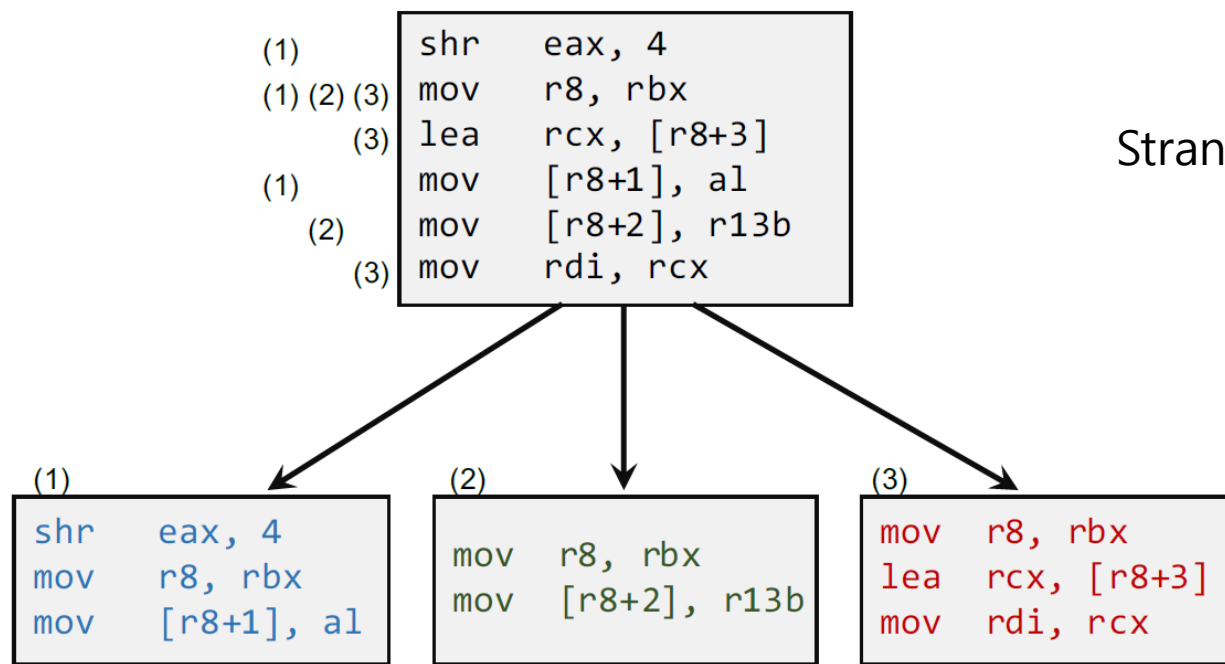 (1) shr eax, 4
(1) (2) (3) mov r8, rbx
(3) lea rcx, [r8+3]
(1) mov [r8+1], al
(2) mov [r8+2], r13b
(3) mov rdi, rcx
Stran
(1)
shr eax, 4
mov r8, rbx
mov [r8+1], al
(2)
mov r8, rbx
mov [r8+2], r13b
(3)
mov r8, rbx
lea rcx, [r8+3]
mov rdi, rcx